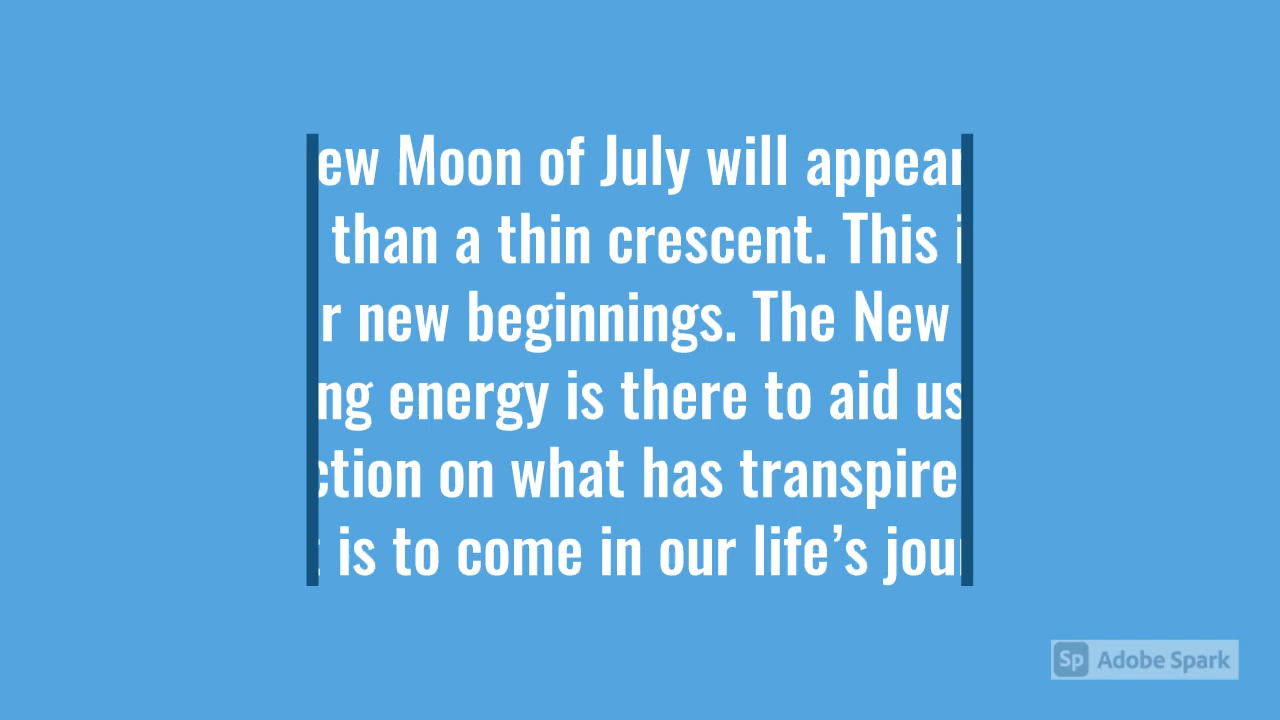 ew Moon of July will appear
than a thin crescent. This i
r new beginnings. The New
ng energy is there to aid us
ction on what has transpire
is to come in our life’s jour
Sp Adobe Spark